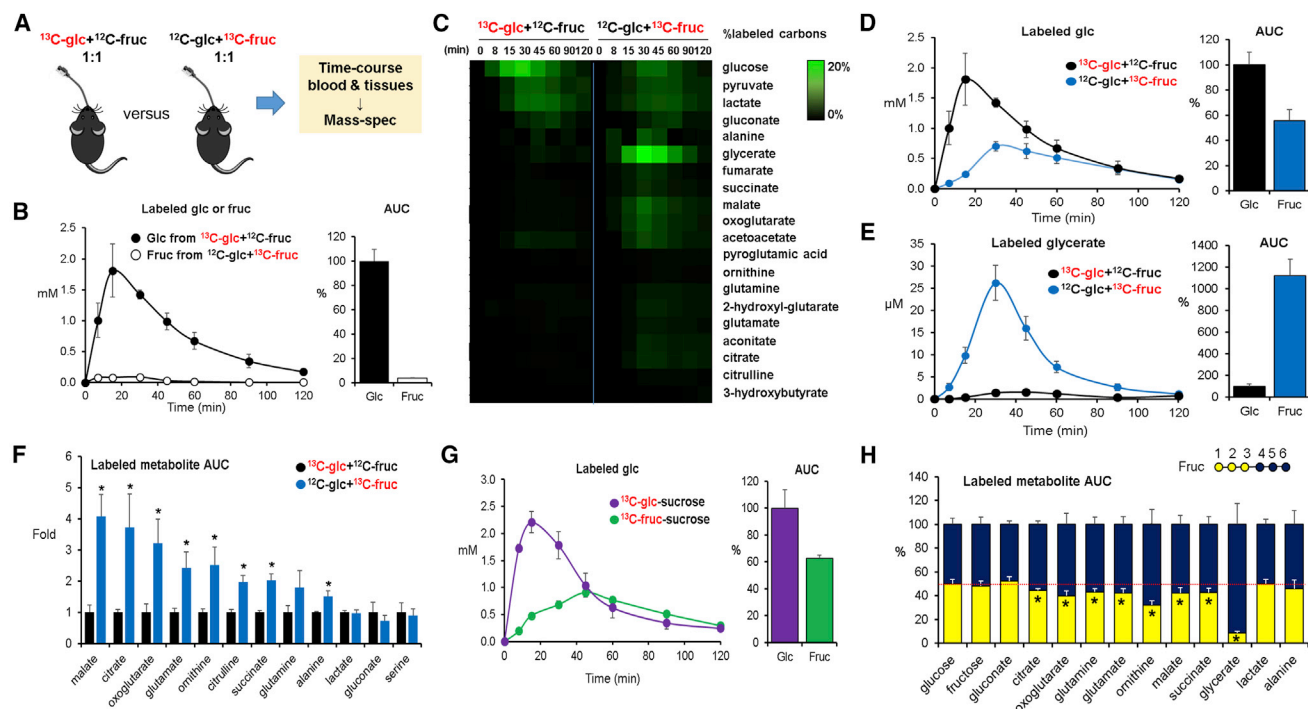 A
¹³C-glc+¹²C-fruc
1:1
¹²C-glc+¹³C-fruc
1:1
versus
Time-course
blood & tissues
↓
Mass-spec
B
Labeled glc or fruc
Glc from ¹³C-glc+¹²C-fruc
Fruc from ¹²C-glc+¹³C-fruc
mM
2.5
2.0
1.5
1.0
0.5
0.0
0 20 40 60 80 100 120
Time (min)
AUC
%
120
100
80
60
40
20
0
Glc Fruc
C
¹³C-glc+¹²C-fruc ¹²C-glc+¹³C-fruc
(min) 0 8 15 30 45 60 90 120 0 8 15 30 45 60 90 120
%labeled carbons
20%
0%
glucose
pyruvate
lactate
gluconate
alanine
glycerate
fumarate
succinate
malate
oxoglutarate
acetoacetate
pyroglutamic acid
ornithine
glutamine
2-hydroxyl-glutarate
glutamate
aconitate
citrate
citrulline
3-hydroxybutyrate
D
Labeled glc
¹³C-glc+¹²C-fruc
¹²C-glc+¹³C-fruc
mM
2.5
2.0
1.5
1.0
0.5
0.0
0 20 40 60 80 100 120
Time (min)
AUC
%
120
100
80
60
40
20
0
Glc Fruc
E
Labeled glycerate
¹³C-glc+¹²C-fruc
¹²C-glc+¹³C-fruc
µM
35
30
25
20
15
10
5
0
0 20 40 60 80 100 120
Time (min)
AUC
%
1400
1200
1000
800
600
400
200
0
Glc Fruc
F
Labeled metabolite AUC
¹³C-glc+¹²C-fruc
¹²C-glc+¹³C-fruc
Fold
6
5
4
3
2
1
0
* * * * * * * *
malate citrate oxoglutarate glutamate ornithine citrulline succinate glutamine alanine lactate gluconate serine
G
Labeled glc
¹³C-glc-sucrose
¹³C-fruc-sucrose
mM
3.0
2.5
2.0
1.5
1.0
0.5
0.0
0 20 40 60 80 100 120
Time (min)
AUC
%
120
100
80
60
40
20
0
Glc Fruc
H
1 2 3 4 5 6
Fruc
Labeled metabolite AUC
%
140
120
100
80
60
40
20
0
* * * * * * * *
glucose fructose gluconate citrate oxoglutarate glutamine glutamate ornithine malate succinate glycerate lactate alanine